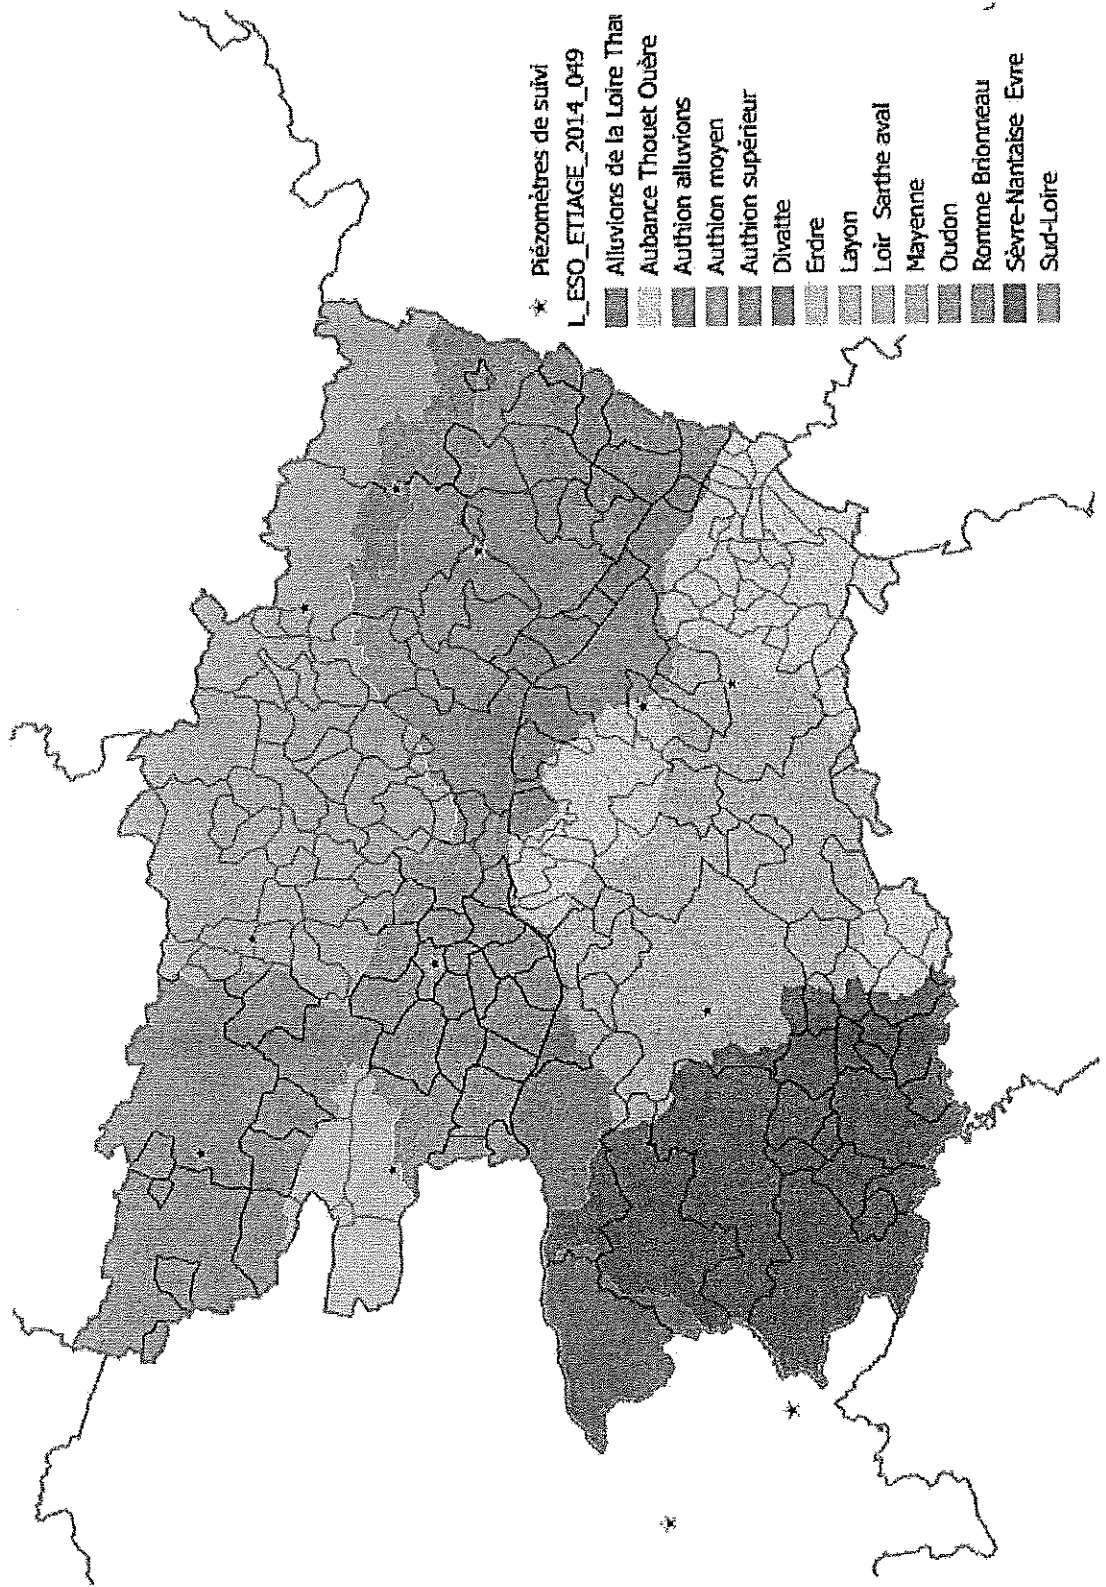 Piézomètres de suivi
L_ESO_ETIAGE_2014_049
Alluvions de la Loire
Aubance Thouet Ouère
Authion alluvions
Authion moyen
Authion supérieur
Divatte
Erdre
Layon
Loir Sarthe aval
Mayenne
Oudon
Romme Brionneau
Sèvre-Nantaise Evre
Sud-Loire